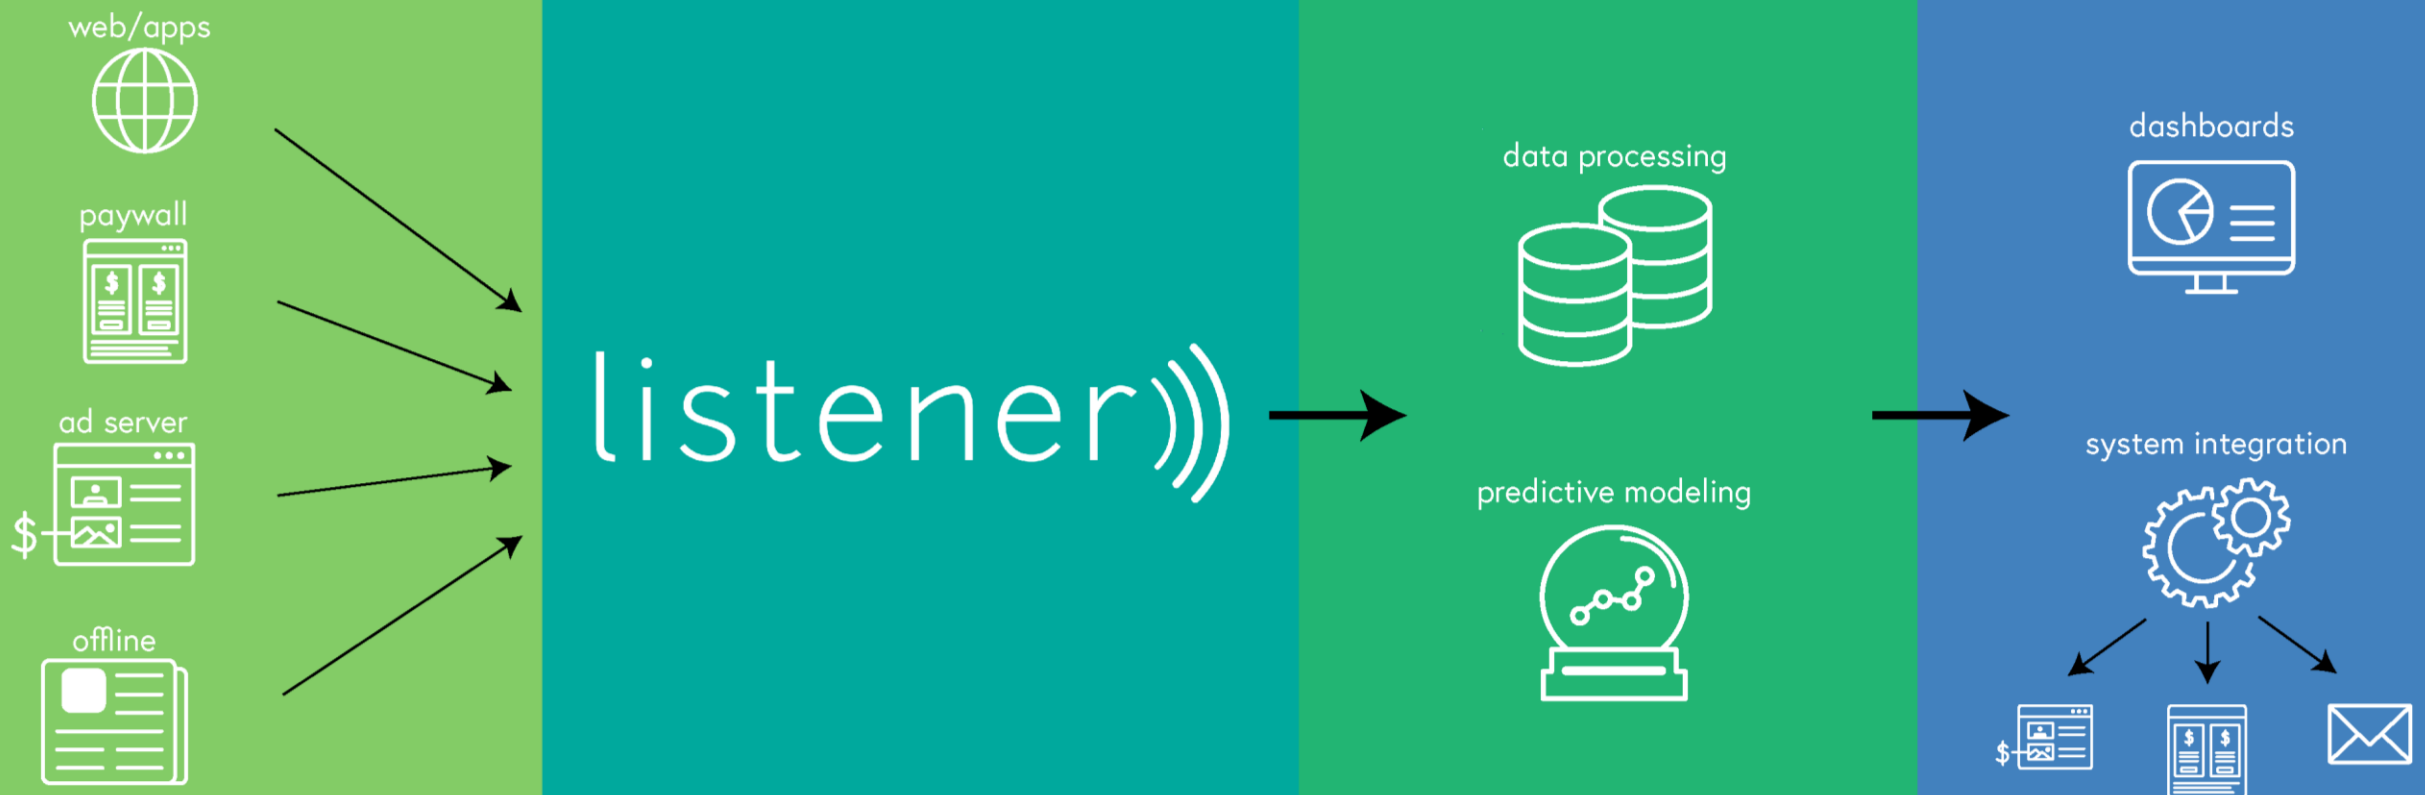 web/apps
paywall
$ $
ad server
$
offline
listener
data processing
predictive modeling
dashboards
system integration
$
$ $